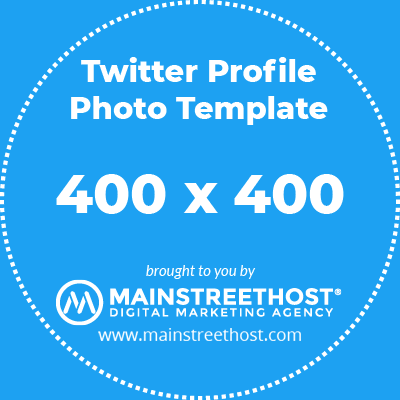 Twitter Profile
Photo Template
400 x 400
brought to you by
MAINSTREETHOST®
DIGITAL MARKETING AGENCY
www.mainstreethost.com